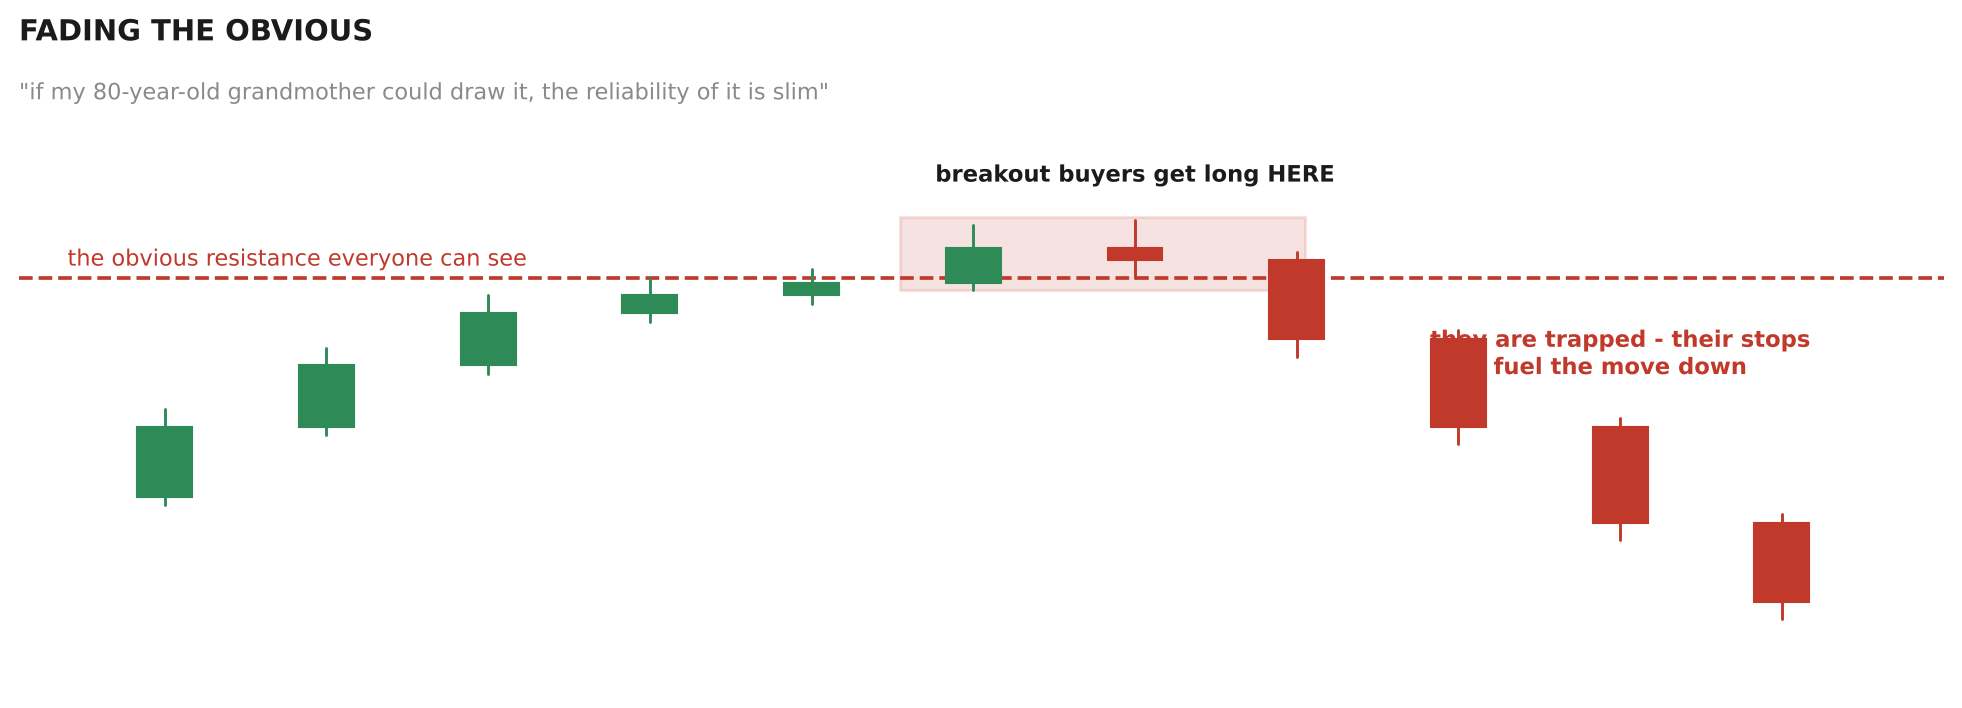 FADING THE OBVIOUS
"if my 80-year-old grandmother could draw it, the reliability of it is slim"
breakout buyers get long HERE
the obvious resistance everyone can see
they are trapped - their stops
fuel the move down